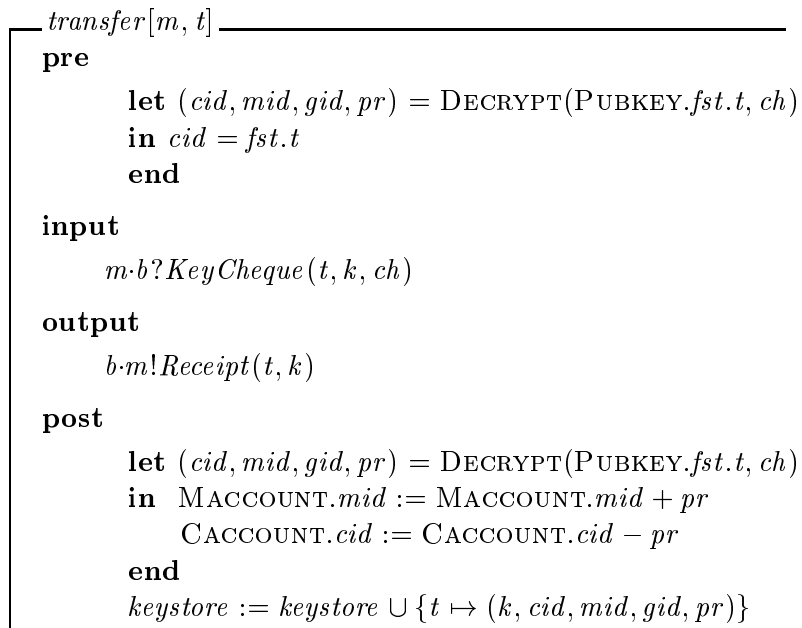 transfer[m, t]
pre
let (cid, mid, gid, pr) = DECRYPT(PUBKEY.fst.t, ch)
in cid = fst.t
end
input
m·b?KeyCheque(t, k, ch)
output
b·m!Receipt(t, k)
post
let (cid, mid, gid, pr) = DECRYPT(PUBKEY.fst.t, ch)
in MACCOUNT.mid := MACCOUNT.mid + pr
CACCOUNT.cid := CACCOUNT.cid − pr
end
keystore := keystore ∪ {t ↦ (k, cid, mid, gid, pr)}